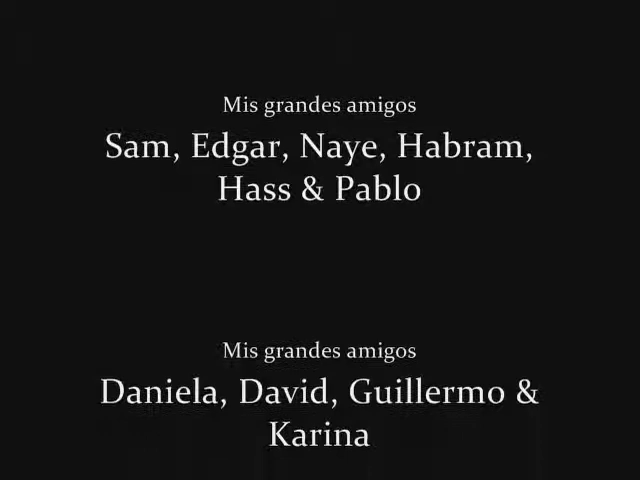 Mis grandes amigos
Sam, Edgar, Naye, Habram,
Hass & Pablo
Mis grandes amigos
Daniela, David, Guillermo &
Karina